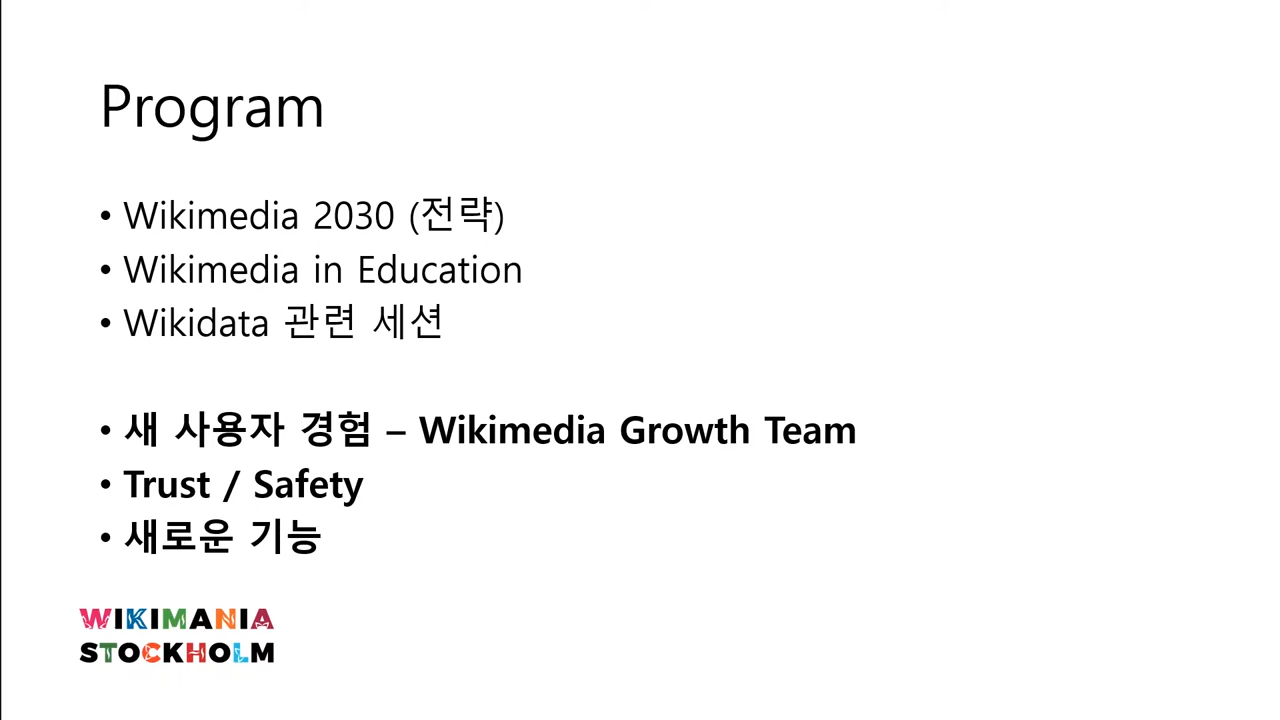 Program
• Wikimedia 2030 (전략)
• Wikimedia in Education
• Wikidata 관련 세션
• 새 사용자 경험 – Wikimedia Growth Team
• Trust / Safety
• 새로운 기능
WIKIMANIA
STOCKHOLM